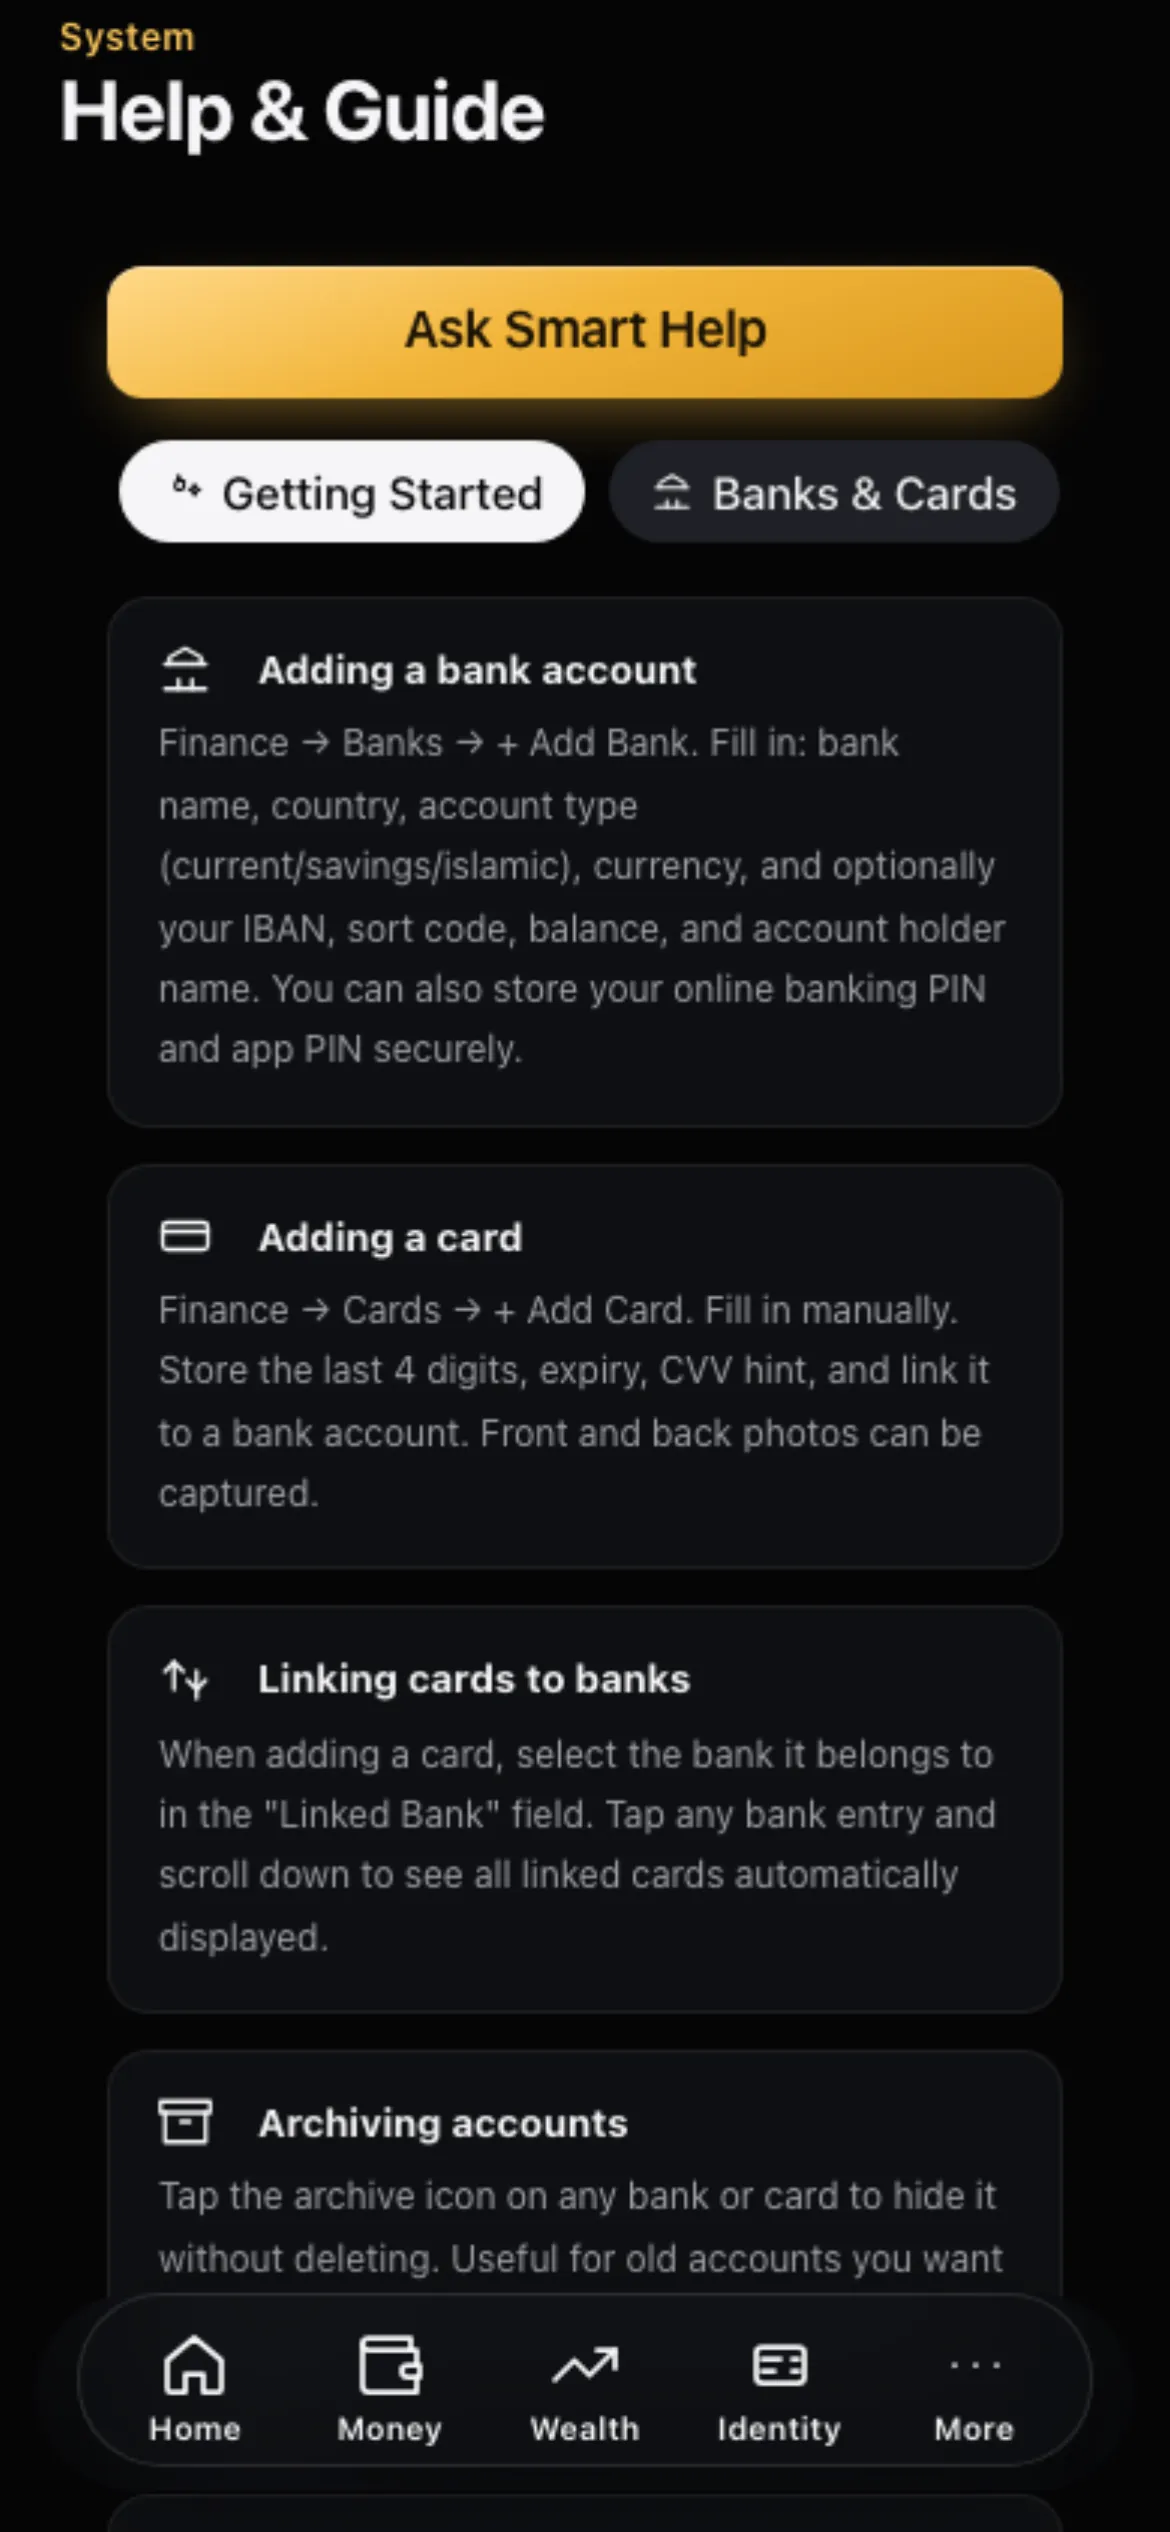 System
Help & Guide
Ask Smart Help
Getting Started
Banks & Cards
Adding a bank account
Finance → Banks → + Add Bank. Fill in: bank
name, country, account type
(current/savings/islamic), currency, and optionally
your IBAN, sort code, balance, and account holder
name. You can also store your online banking PIN
and app PIN securely.
Adding a card
Finance → Cards → + Add Card. Fill in manually.
Store the last 4 digits, expiry, CVV hint, and link it
to a bank account. Front and back photos can be
captured.
Linking cards to banks
When adding a card, select the bank it belongs to
in the "Linked Bank" field. Tap any bank entry and
scroll down to see all linked cards automatically
displayed.
Archiving accounts
Tap the archive icon on any bank or card to hide it
without deleting. Useful for old accounts you want
Home
Money
Wealth
Identity
More